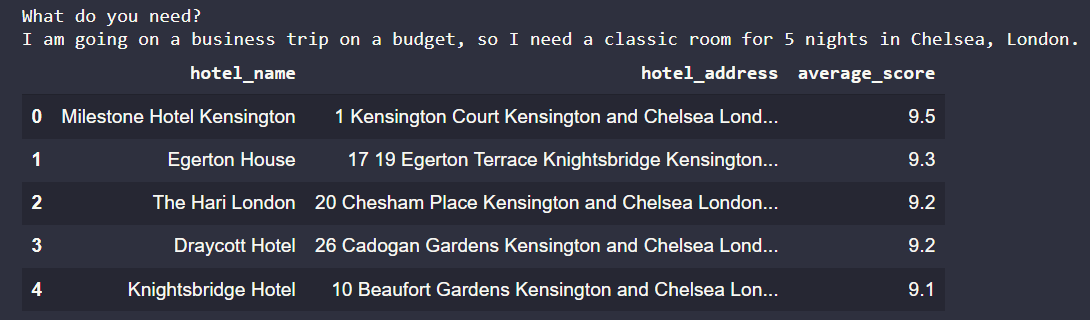 What do you need?
I am going on a business trip on a budget, so I need a classic room for 5 nights in Chelsea, London.
hotel_name hotel_address average_score
0 Milestone Hotel Kensington 1 Kensington Court Kensington and Chelsea Lond... 9.5
1 Egerton House 17 19 Egerton Terrace Knightsbridge Kensington... 9.3
2 The Hari London 20 Chesham Place Kensington and Chelsea London... 9.2
3 Draycott Hotel 26 Cadogan Gardens Kensington and Chelsea Lond... 9.2
4 Knightsbridge Hotel 10 Beaufort Gardens Kensington and Chelsea Lon... 9.1